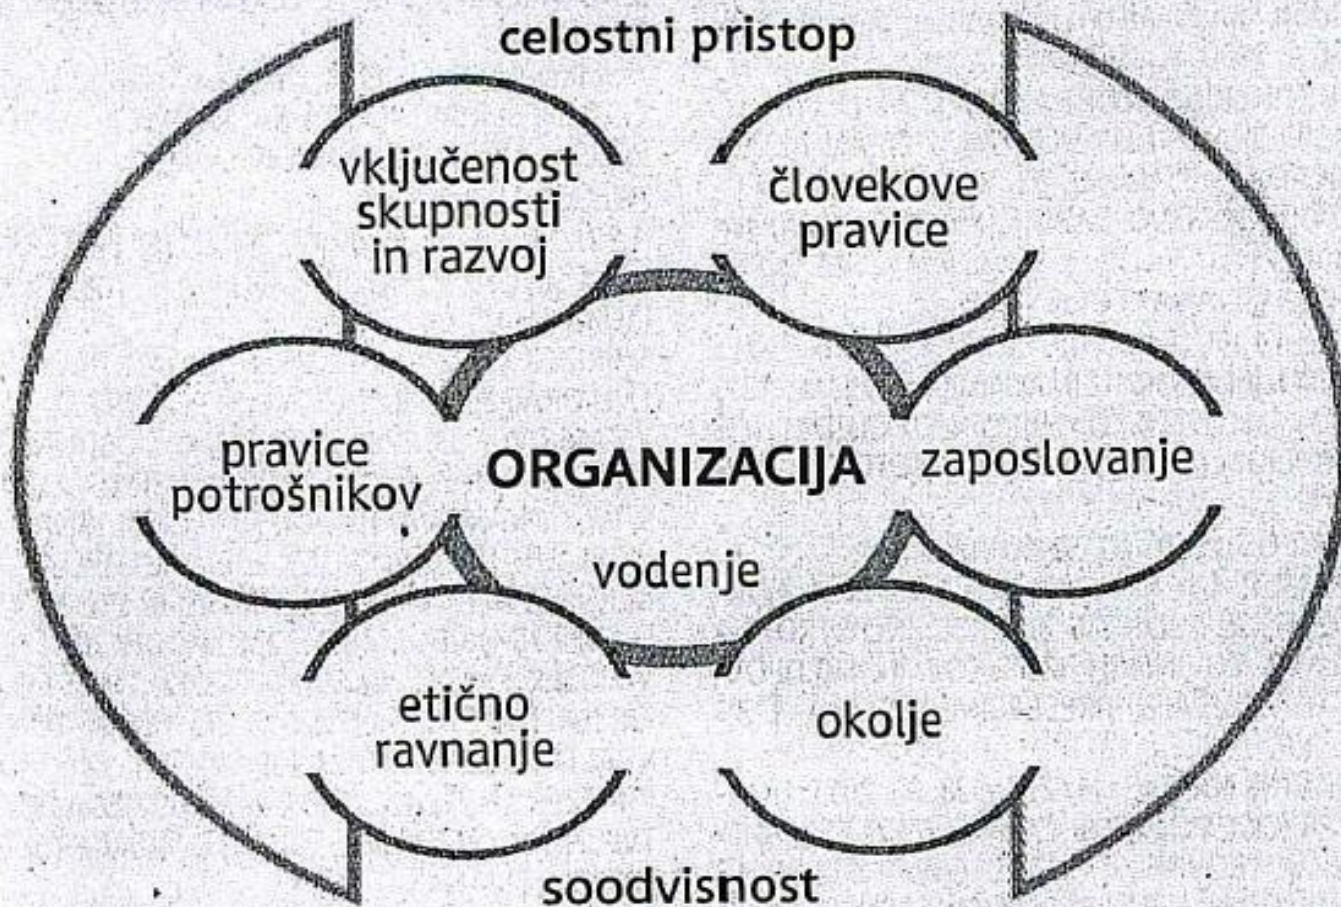 celostni pristop
vključenost
skupnosti
in razvoj
človekove
pravice
pravice
potrošnikov
ORGANIZACIJA
vodenje
zaposlovanje
etično
ravnanje
okolje
soodvisnost